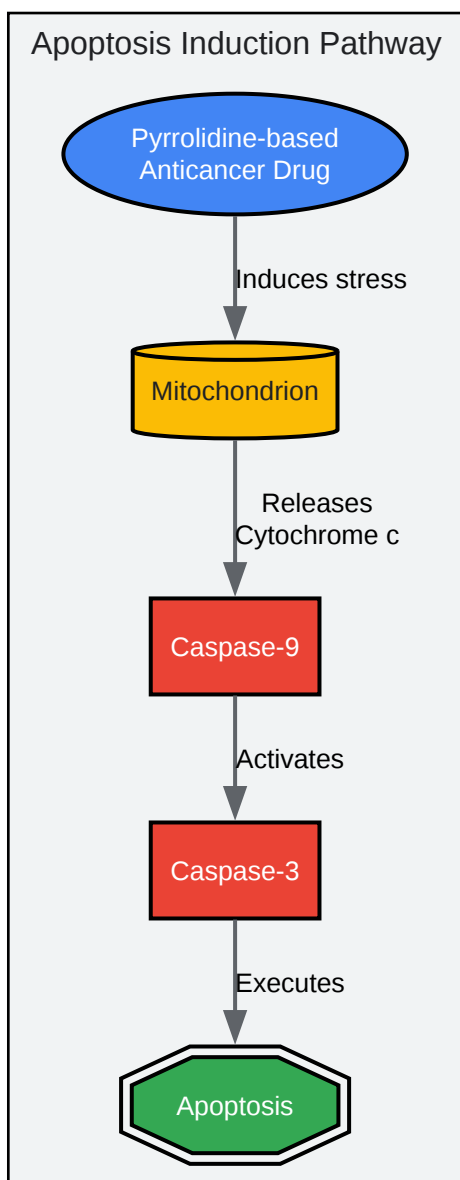 Apoptosis Induction Pathway
Pyrrolidine-based
Anticancer Drug
Induces stress
Mitochondrion
Releases
Cytochrome c
Caspase-9
Activates
Caspase-3
Executes
Apoptosis